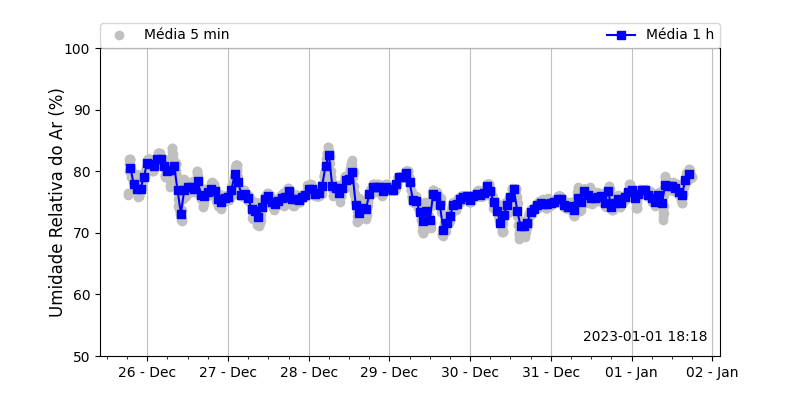 Média 5 min
Média 1 h
100
90
80
70
60
50
Umidade Relativa do Ar (%)
2023-01-01 18:18
26 - Dec
27 - Dec
28 - Dec
29 - Dec
30 - Dec
31 - Dec
01 - Jan
02 - Jan